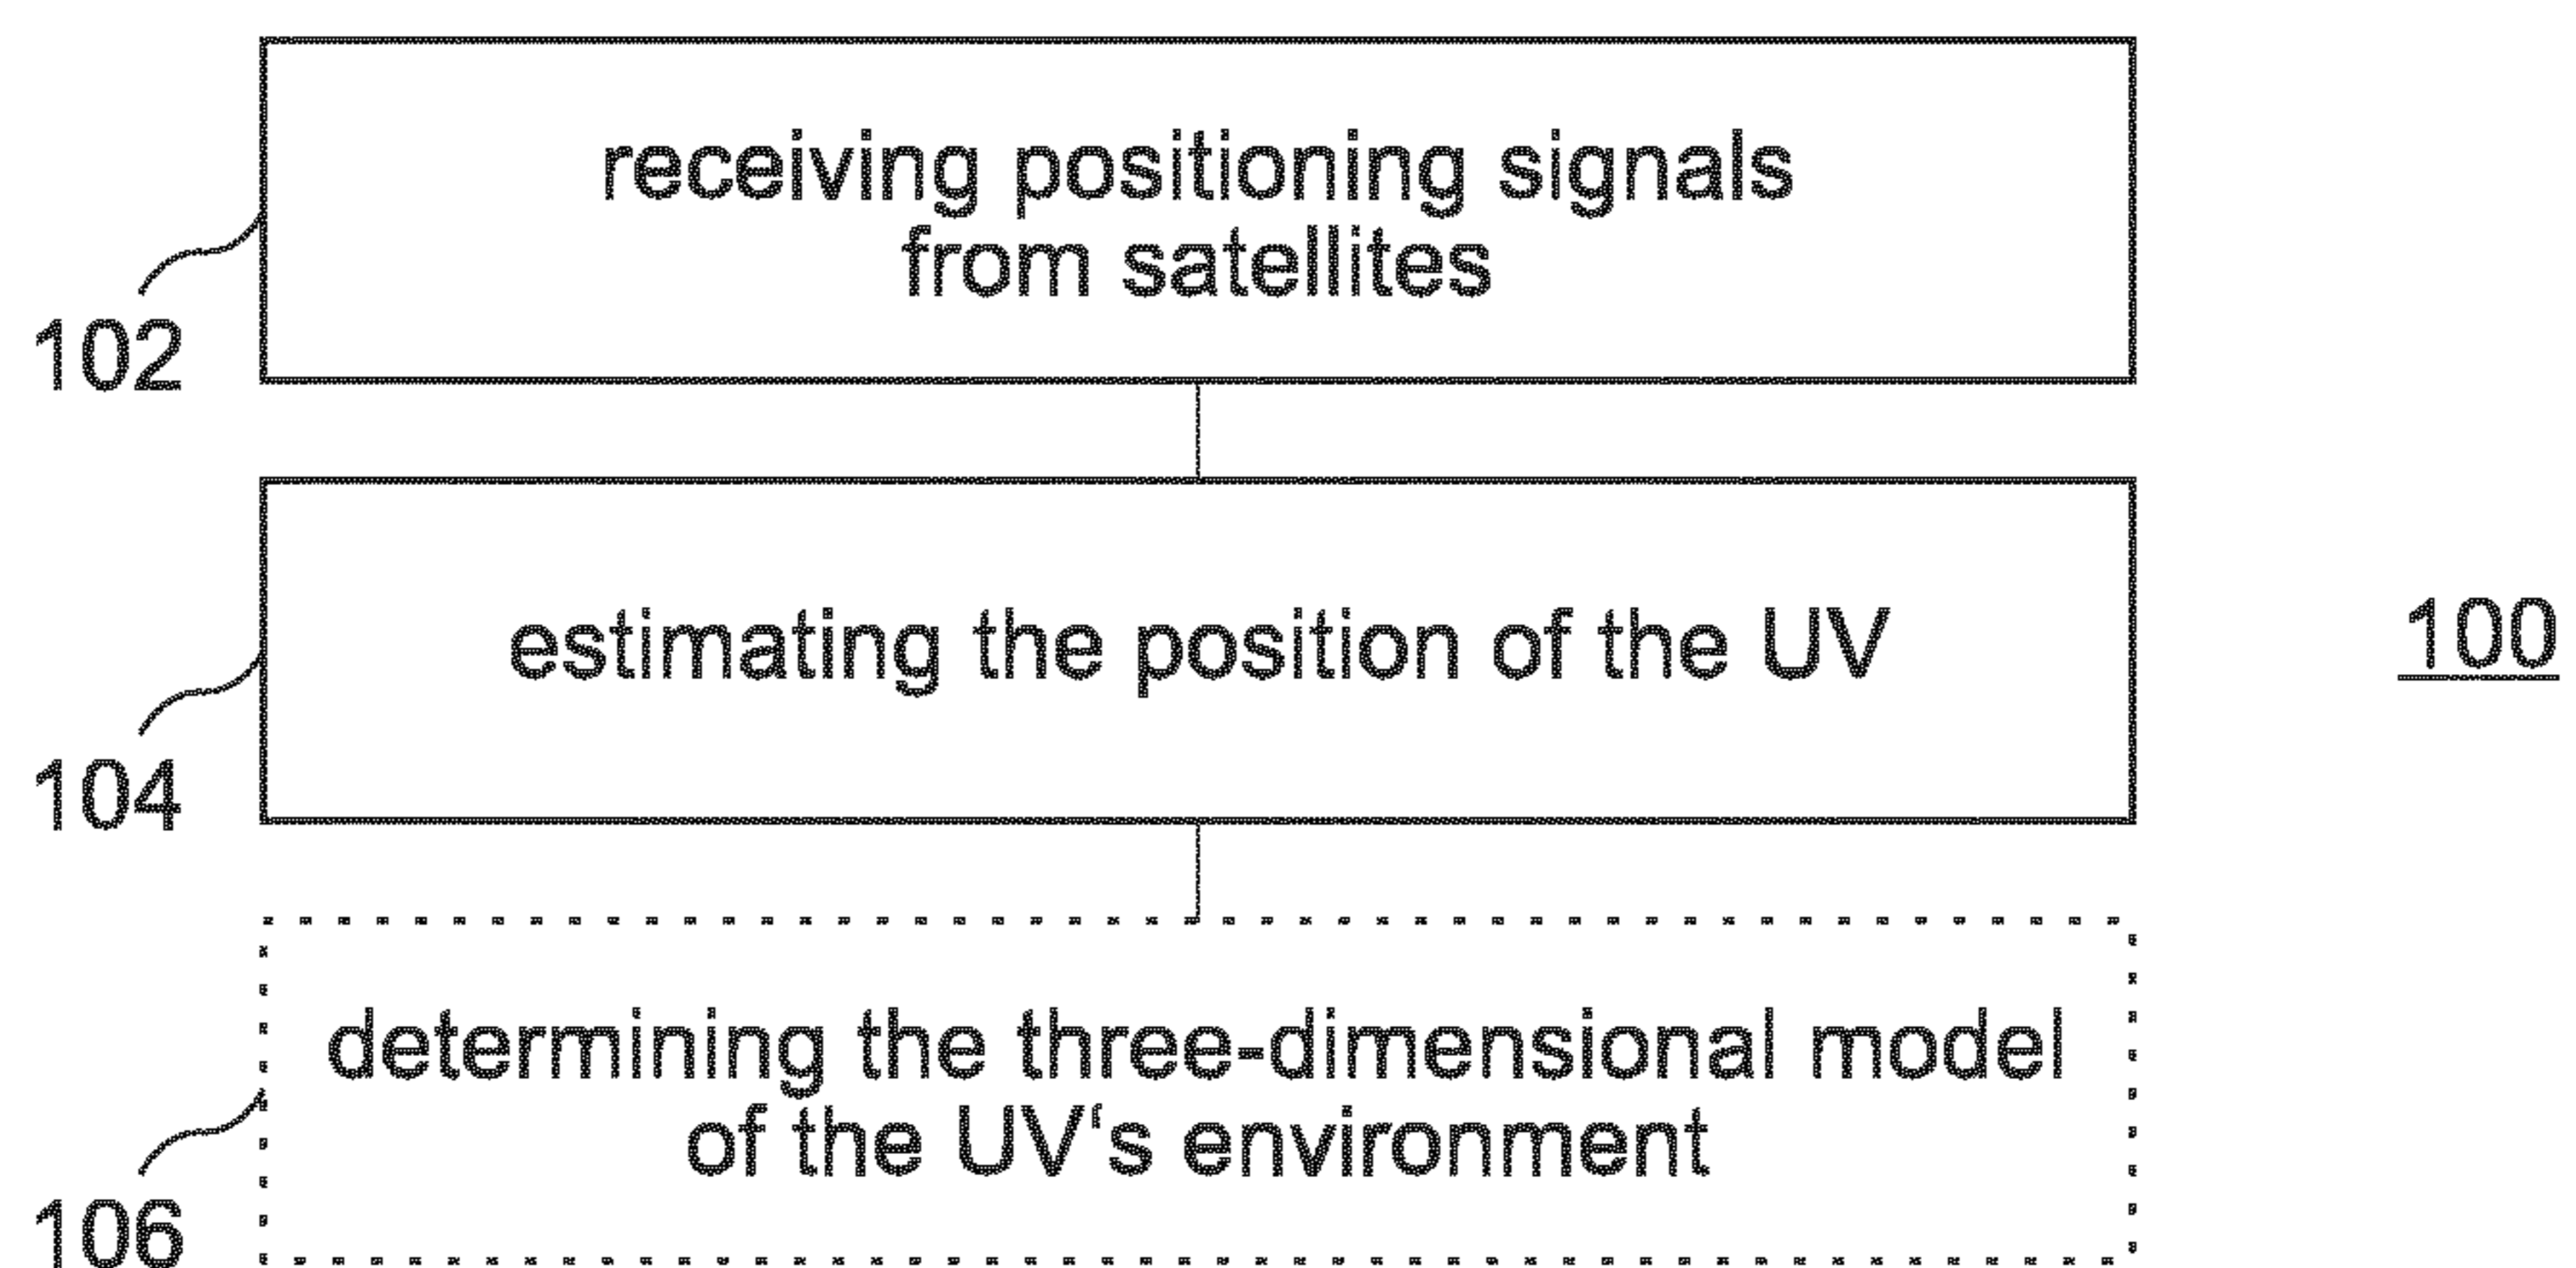 receiving positioning signals
from satellites
102
estimating the position of the UV
100
104
determining the three-dimensional model
of the UV's environment
106